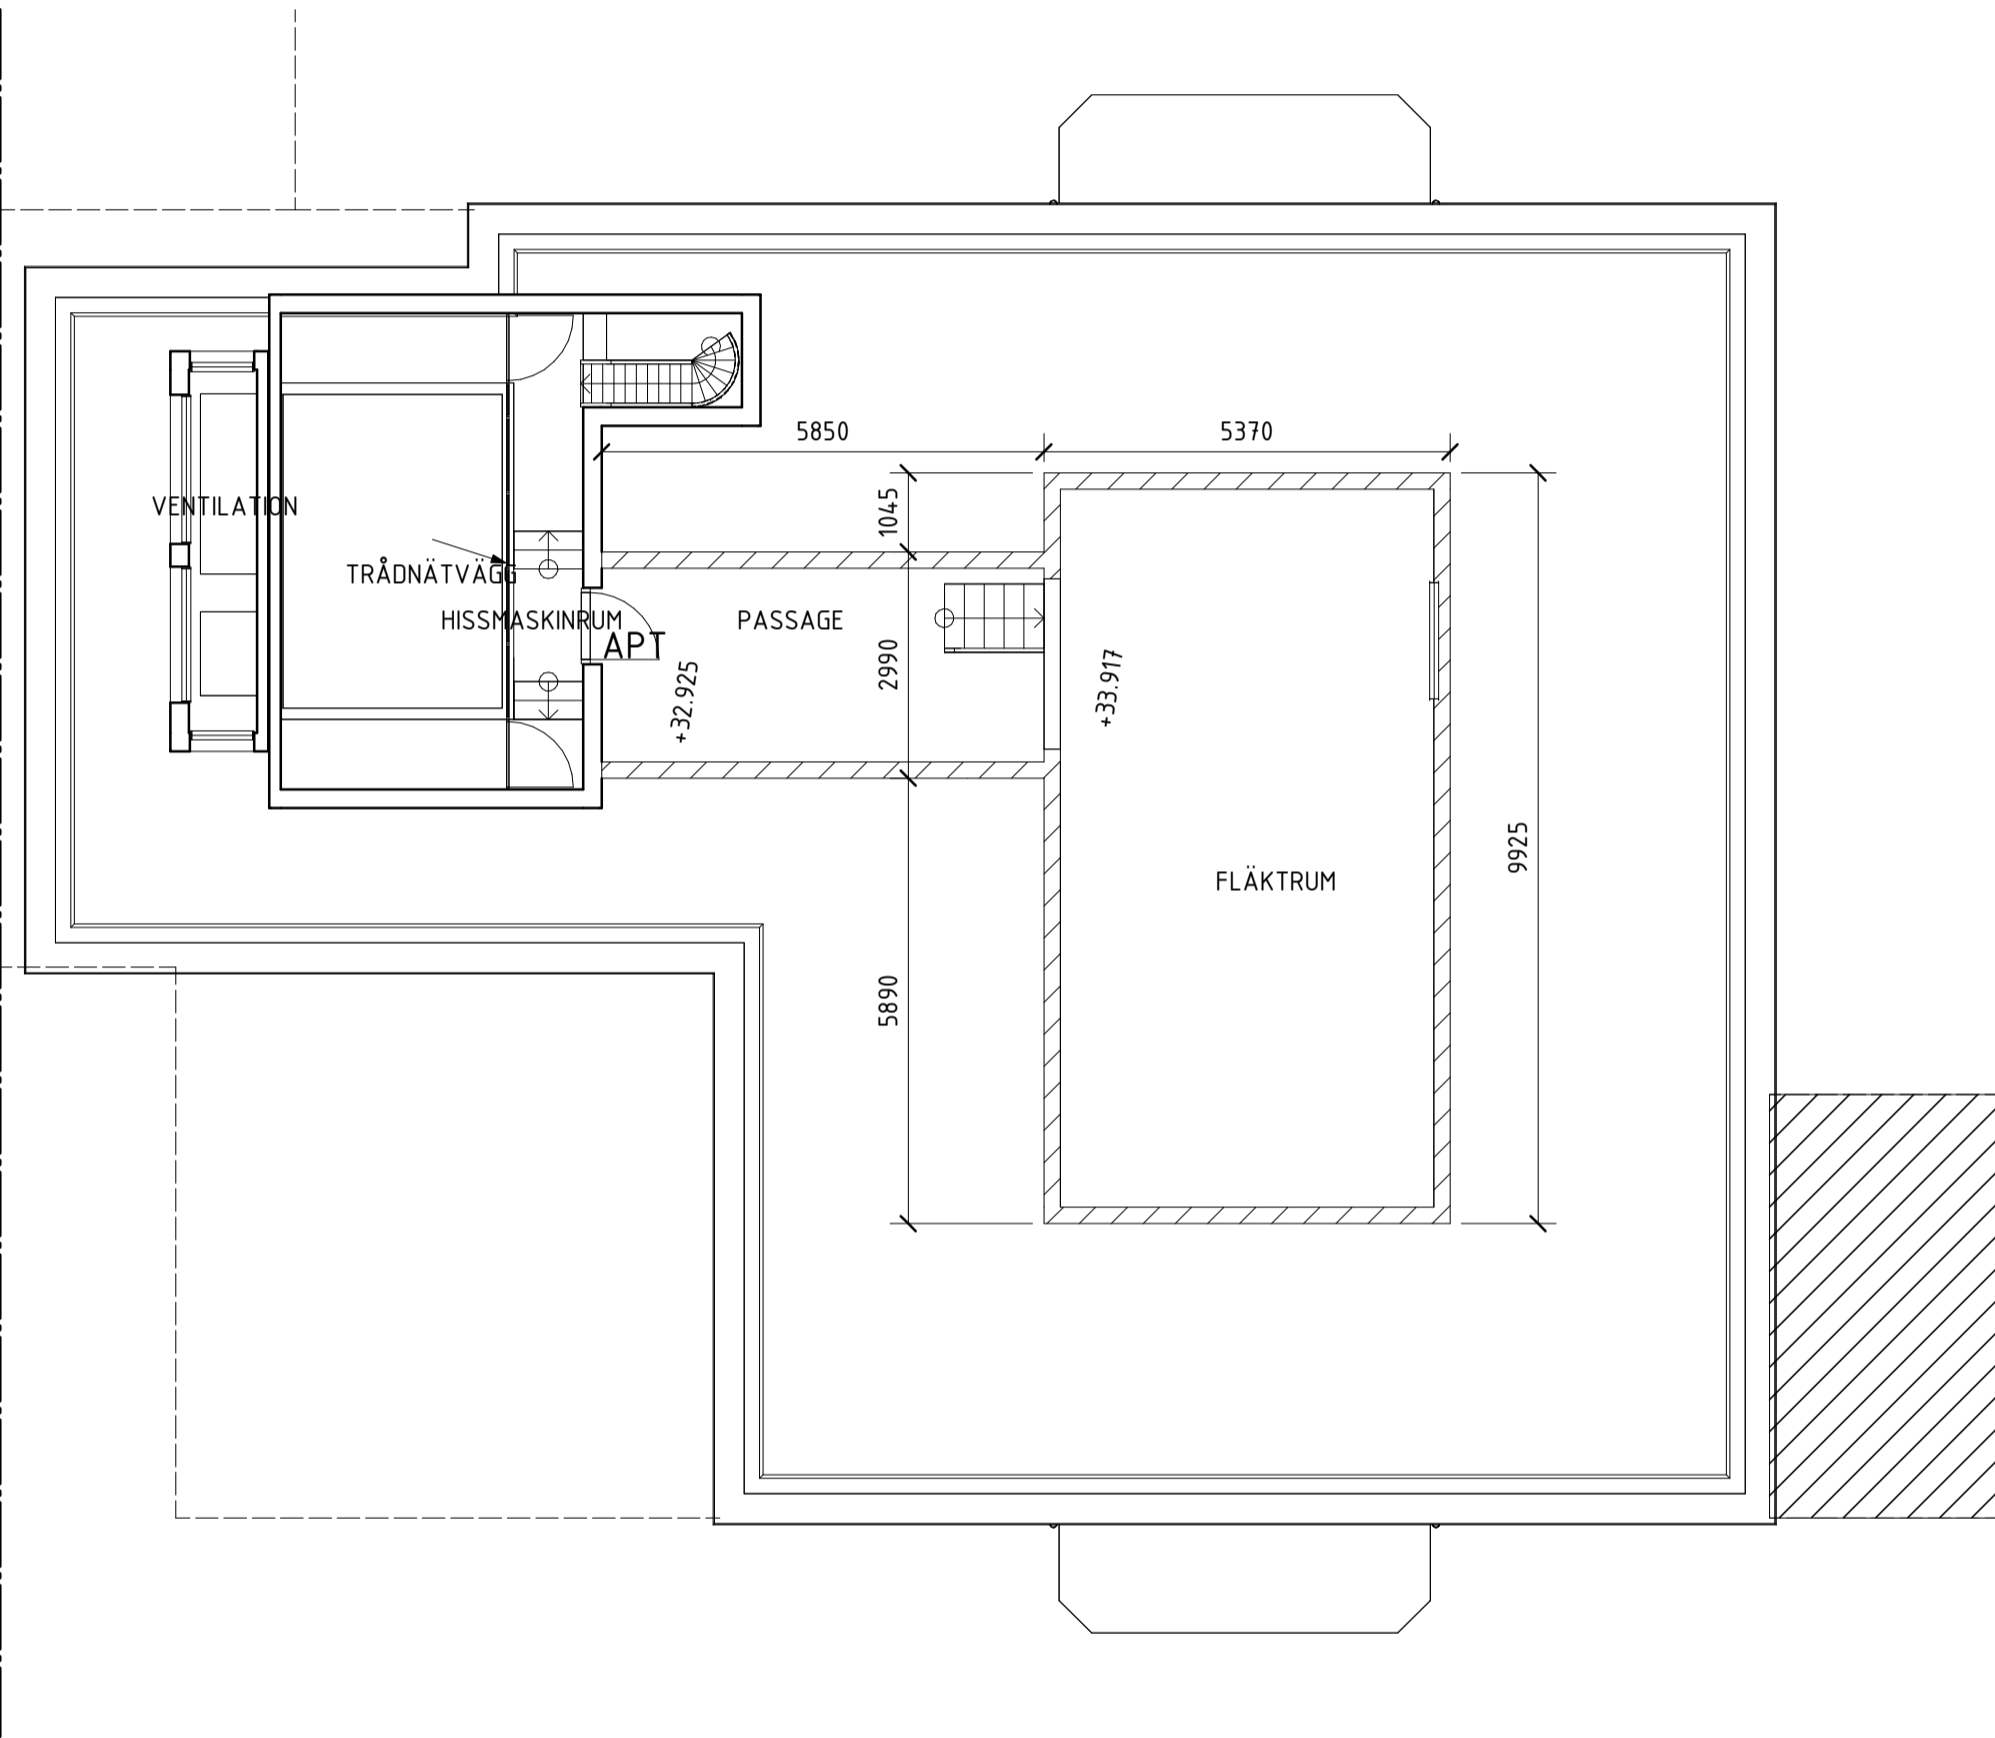 5850
5370
1045
VENTILATION
TRÅDNÄTVÄGG
HISSMASKINRUM
PASSAGE
APT
2990
+32.925
+33.917
9925
FLÄKTRUM
5890